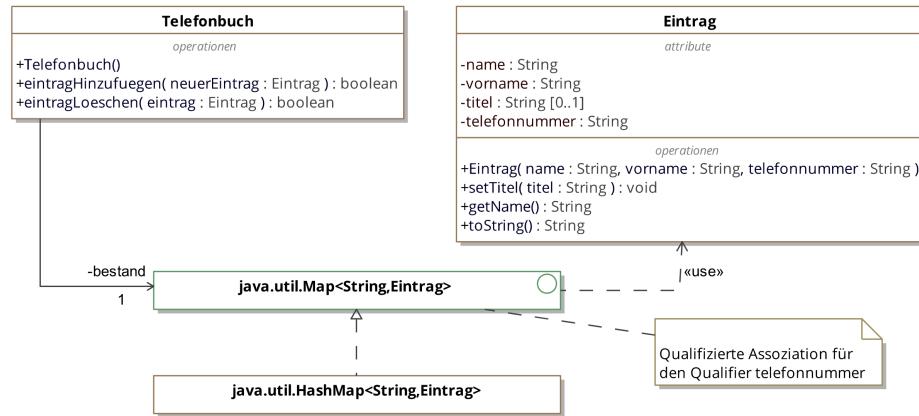 Telefonbuch
operationen
+Telefonbuch()
+eintragHinzufuegen( neuerEintrag : Eintrag ) : boolean
+eintragLoeschen( eintrag : Eintrag ) : boolean
Eintrag
attribute
-name : String
-vorname : String
-titel : String [0..1]
-telefonnummer : String
operationen
+Eintrag( name : String, vorname : String, telefonnummer : String )
+setTitel( titel : String ) : void
+getName() : String
+toString() : String
-bestand
1
java.util.Map<String,Eintrag>
«use»
Qualifizierte Assoziation für
den Qualifier telefonnummer
java.util.HashMap<String,Eintrag>